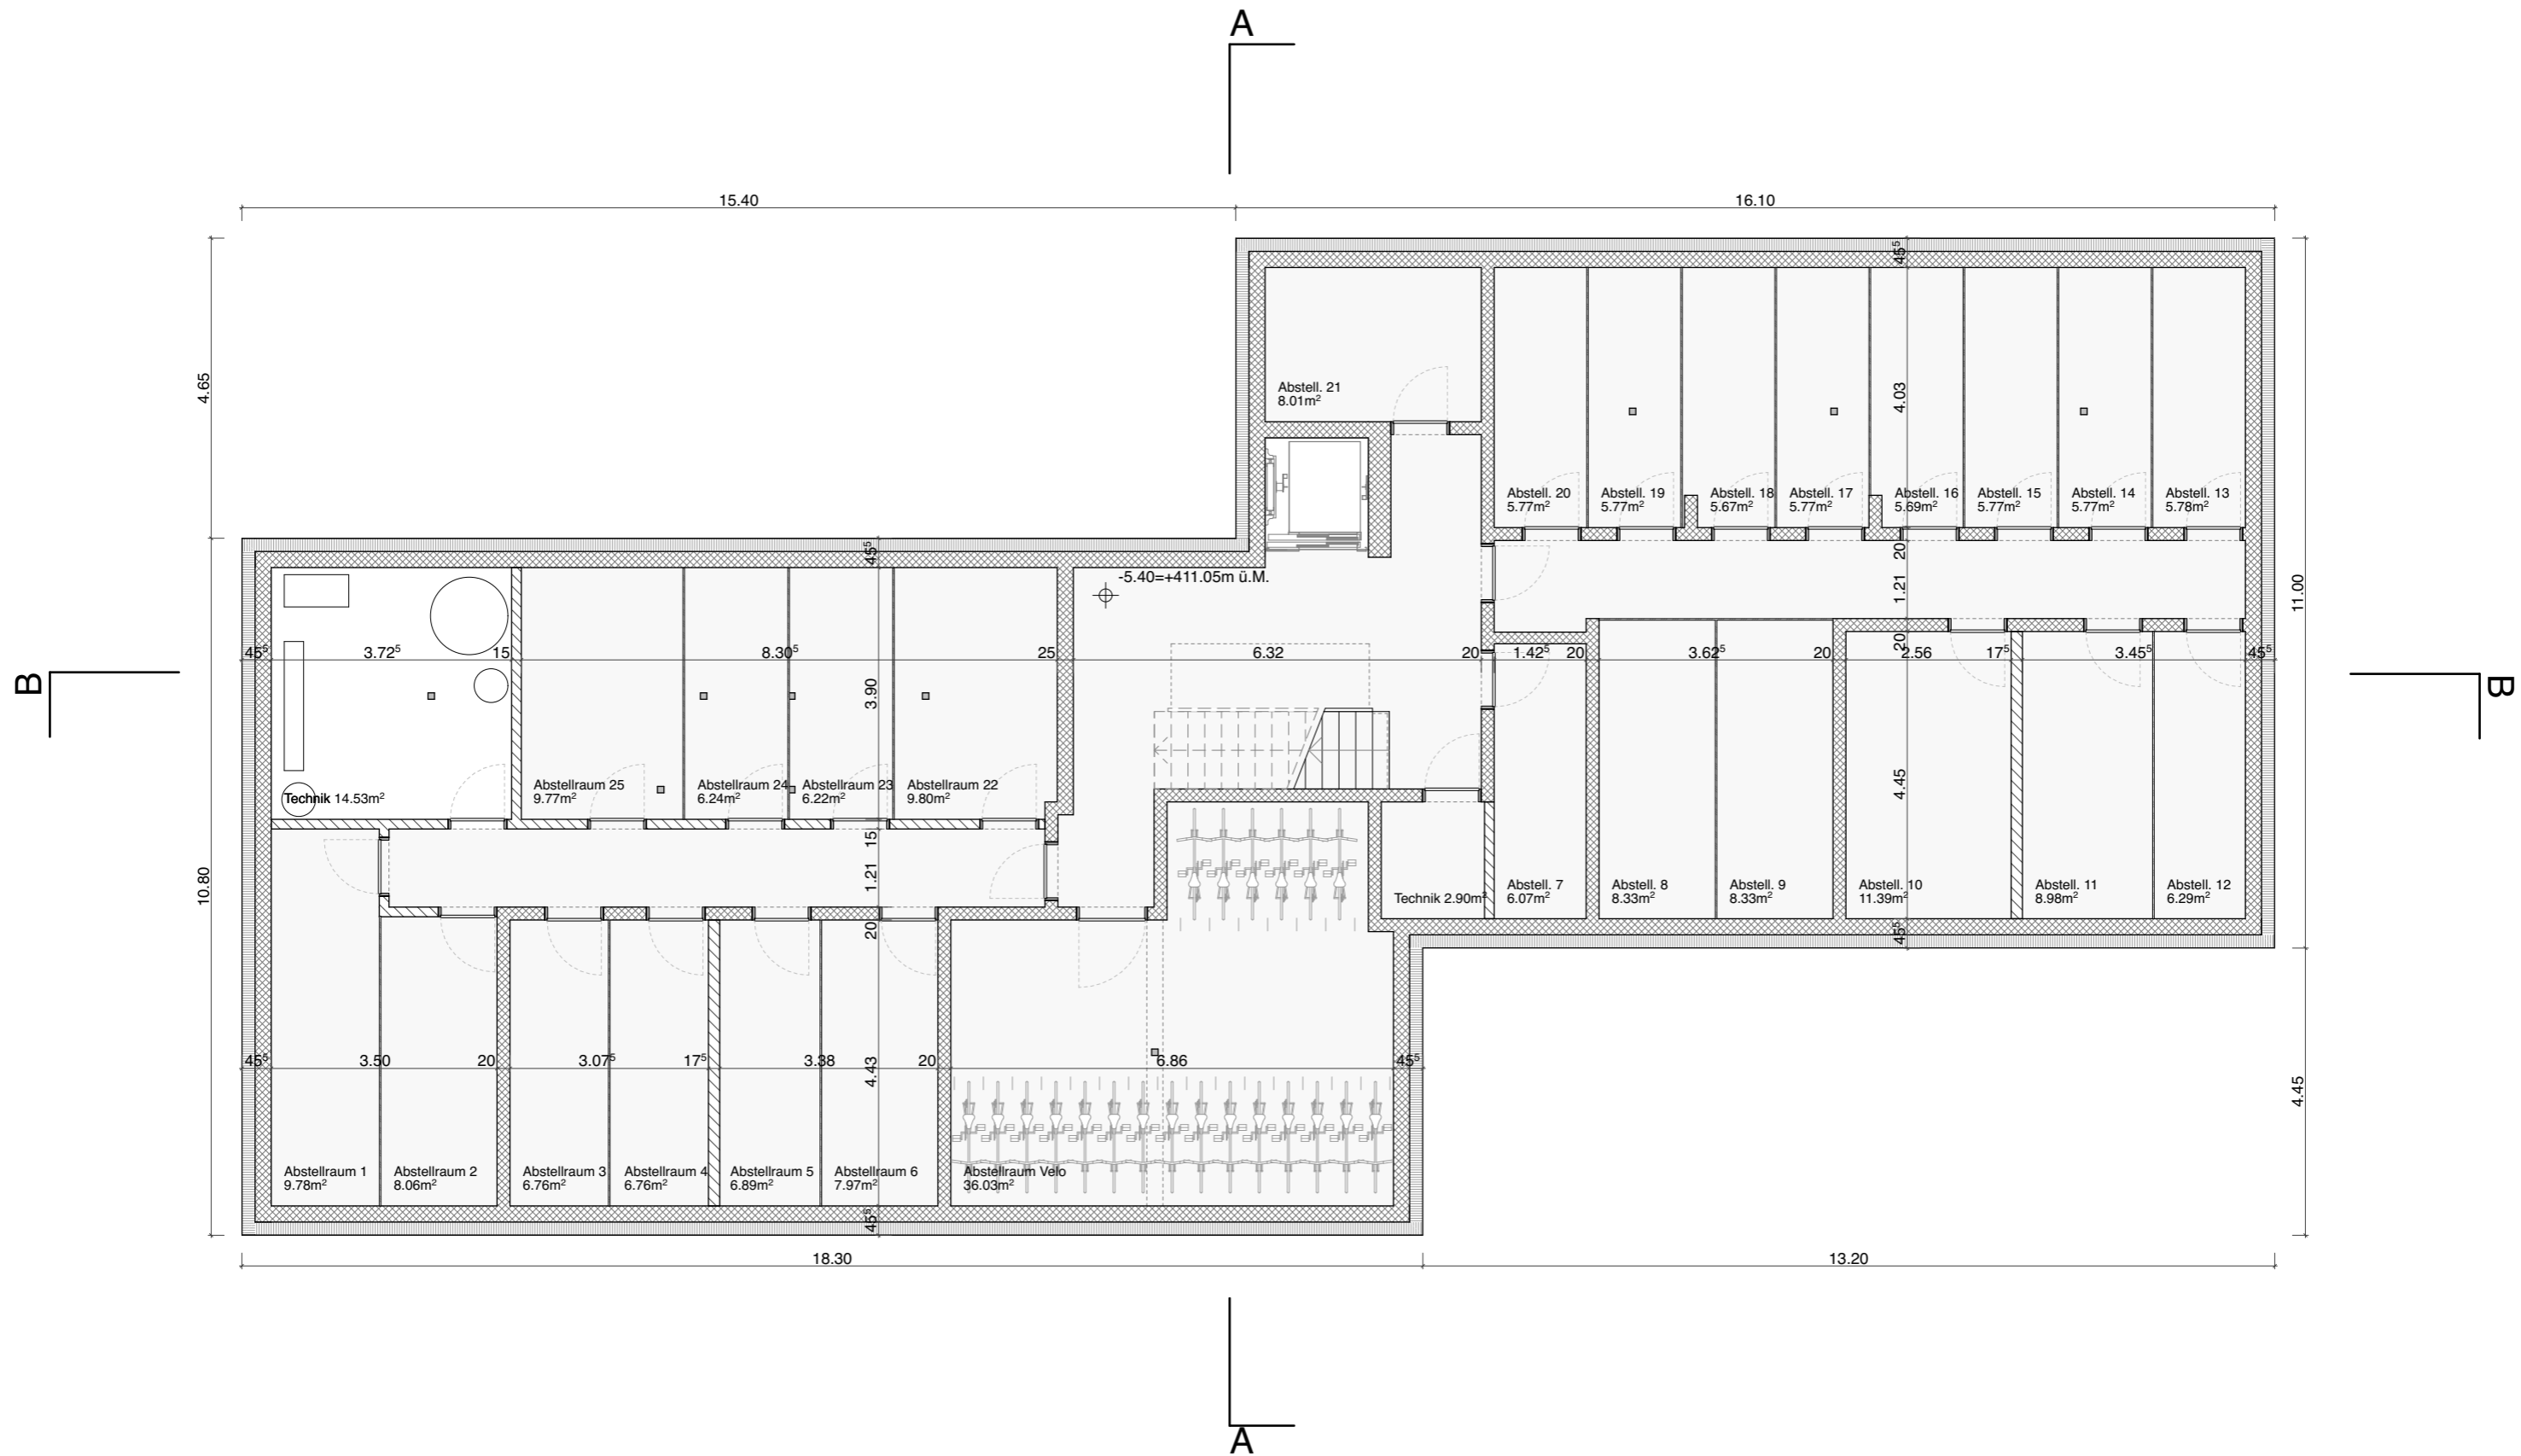 A
15.40
16.10
45⁵
4.65
4.03
Abstell. 21
8.01m²
Abstell. 20
5.77m²
Abstell. 19
5.77m²
Abstell. 18
5.67m²
Abstell. 17
5.77m²
Abstell. 16
5.69m²
Abstell. 15
5.77m²
Abstell. 14
5.77m²
Abstell. 13
5.78m²
45⁵
20
-5.40=+411.05m ü.M.
1.21
11.00
20
45⁵
3.72⁵
15
8.30⁵
25
6.32
20
1.42⁵
20
3.62⁵
20
2.56
17⁵
3.45⁵
45⁵
B
B
3.90
4.45
Technik 14.53m²
Abstellraum 25
9.77m²
Abstellraum 24
6.24m²
Abstellraum 23
6.22m²
Abstellraum 22
9.80m²
15
1.21
10.80
20
Technik 2.90m²
Abstell. 7
6.07m²
Abstell. 8
8.33m²
Abstell. 9
8.33m²
Abstell. 10
11.39m²
Abstell. 11
8.98m²
Abstell. 12
6.29m²
45⁵
45⁵
3.50
20
3.07⁵
17⁵
3.38
4.43
20
6.86
45⁵
4.45
Abstellraum 1
9.78m²
Abstellraum 2
8.06m²
Abstellraum 3
6.76m²
Abstellraum 4
6.76m²
Abstellraum 5
6.89m²
Abstellraum 6
7.97m²
Abstellraum Velo
36.03m²
45⁵
18.30
13.20
A